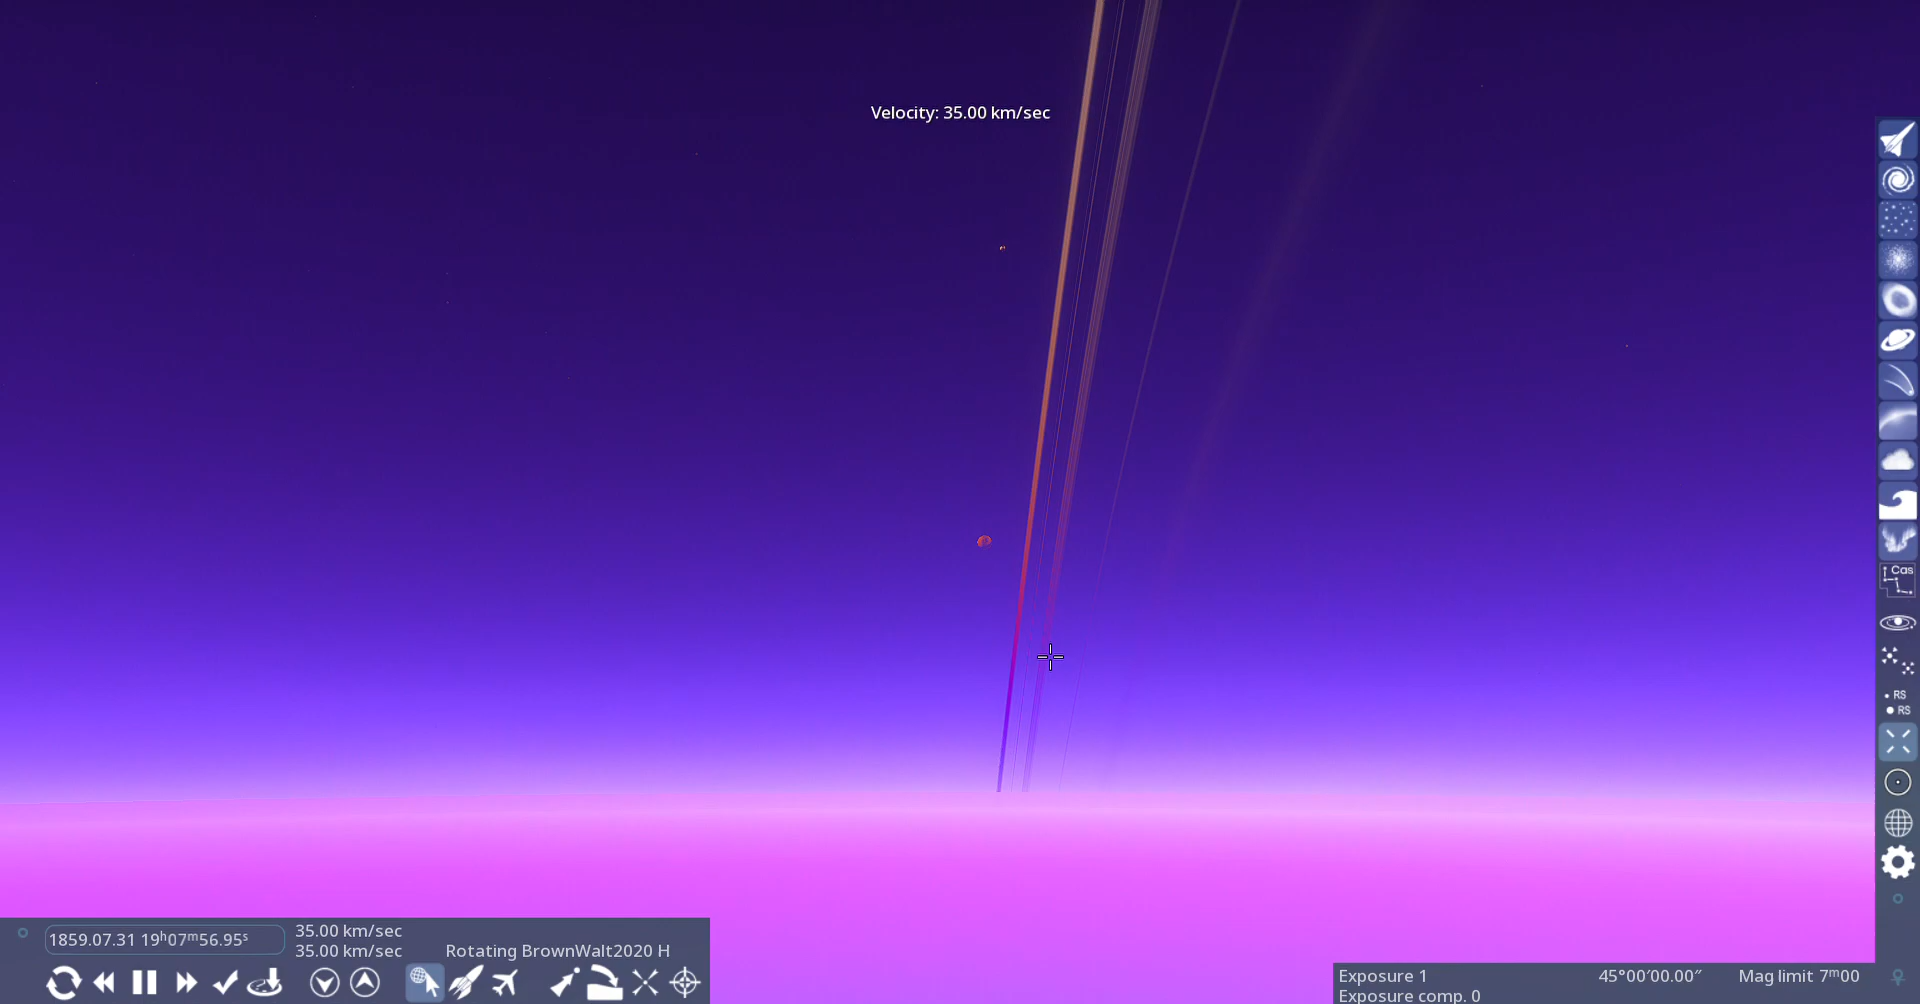 Velocity: 35.00 km/sec
Cas
RS
RS
1859.07.31 19ʰ07ᵐ56.95ˢ
35.00 km/sec
35.00 km/sec
Rotating BrownWalt2020 H
Exposure 1
45°00′00.00″
Mag limit 7ᵐ00
Exposure comp. 0